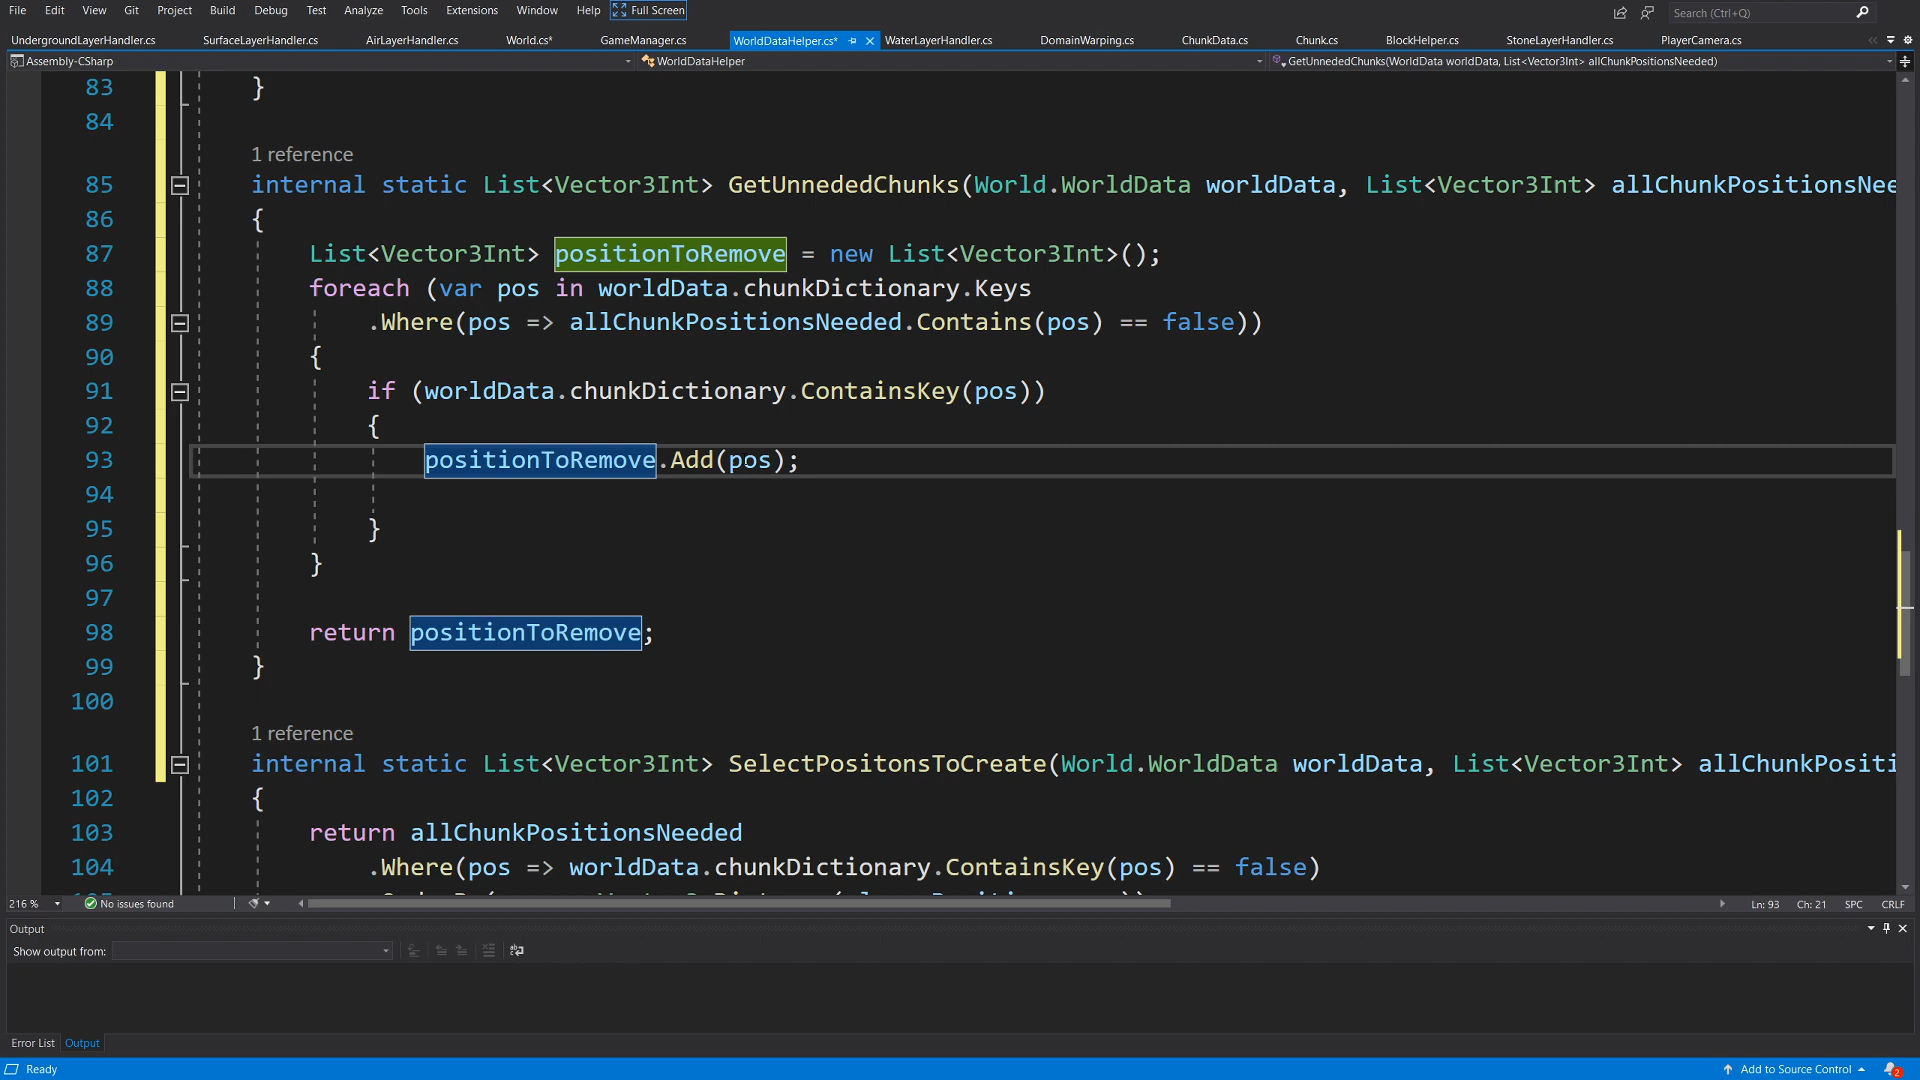 File Edit View Git Project Build Debug Test Analyze Tools Extensions Window Help Full Screen Search (Ctrl+Q)
UndergroundLayerHandler.cs SurfaceLayerHandler.cs AirLayerHandler.cs World.cs* GameManager.cs WorldDataHelper.cs* WaterLayerHandler.cs DomainWarping.cs ChunkData.cs Chunk.cs BlockHelper.cs StoneLayerHandler.cs PlayerCamera.cs
Assembly-CSharp WorldDataHelper GetUnnededChunks(WorldData worldData, List<Vector3Int> allChunkPositionsNeeded)
83 }
84
1 reference
85 internal static List<Vector3Int> GetUnnededChunks(World.WorldData worldData, List<Vector3Int> allChunkPositionsNee
86 {
87 List<Vector3Int> positionToRemove = new List<Vector3Int>();
88 foreach (var pos in worldData.chunkDictionary.Keys
89 .Where(pos => allChunkPositionsNeeded.Contains(pos) == false))
90 {
91 if (worldData.chunkDictionary.ContainsKey(pos))
92 {
93 positionToRemove.Add(pos);
94
95 }
96 }
97
98 return positionToRemove;
99 }
100
1 reference
101 internal static List<Vector3Int> SelectPositonsToCreate(World.WorldData worldData, List<Vector3Int> allChunkPositi
102 {
103 return allChunkPositionsNeeded
104 .Where(pos => worldData.chunkDictionary.ContainsKey(pos) == false)
216 % No issues found Ln: 93 Ch: 21 SPC CRLF
Output
Show output from:
Error List Output
Ready Add to Source Control 2